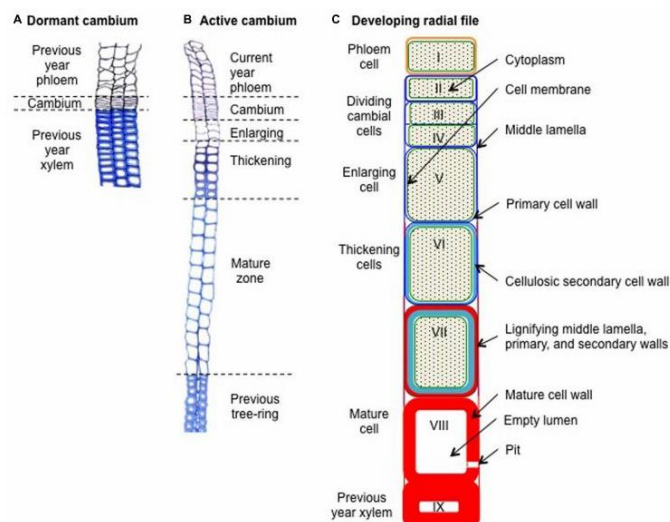 A Dormant cambium
Previous
year phloem
Cambium
Previous
year xylem
B Active cambium
Current
year
phloem
Cambium
Enlarging
Thickening
Mature
zone
Previous
tree-ring
C Developing radial file
Phloem
cell
Dividing
cambial
cells
Enlarging
cell
Thickening
cells
Mature
cell
Previous
year xylem
I
II
III
IV
V
VI
VII
VIII
IX
Cytoplasm
Cell membrane
Middle lamella
Primary cell wall
Cellulosic secondary cell wall
Lignifying middle lamella,
primary, and secondary walls
Mature cell wall
Empty lumen
Pit